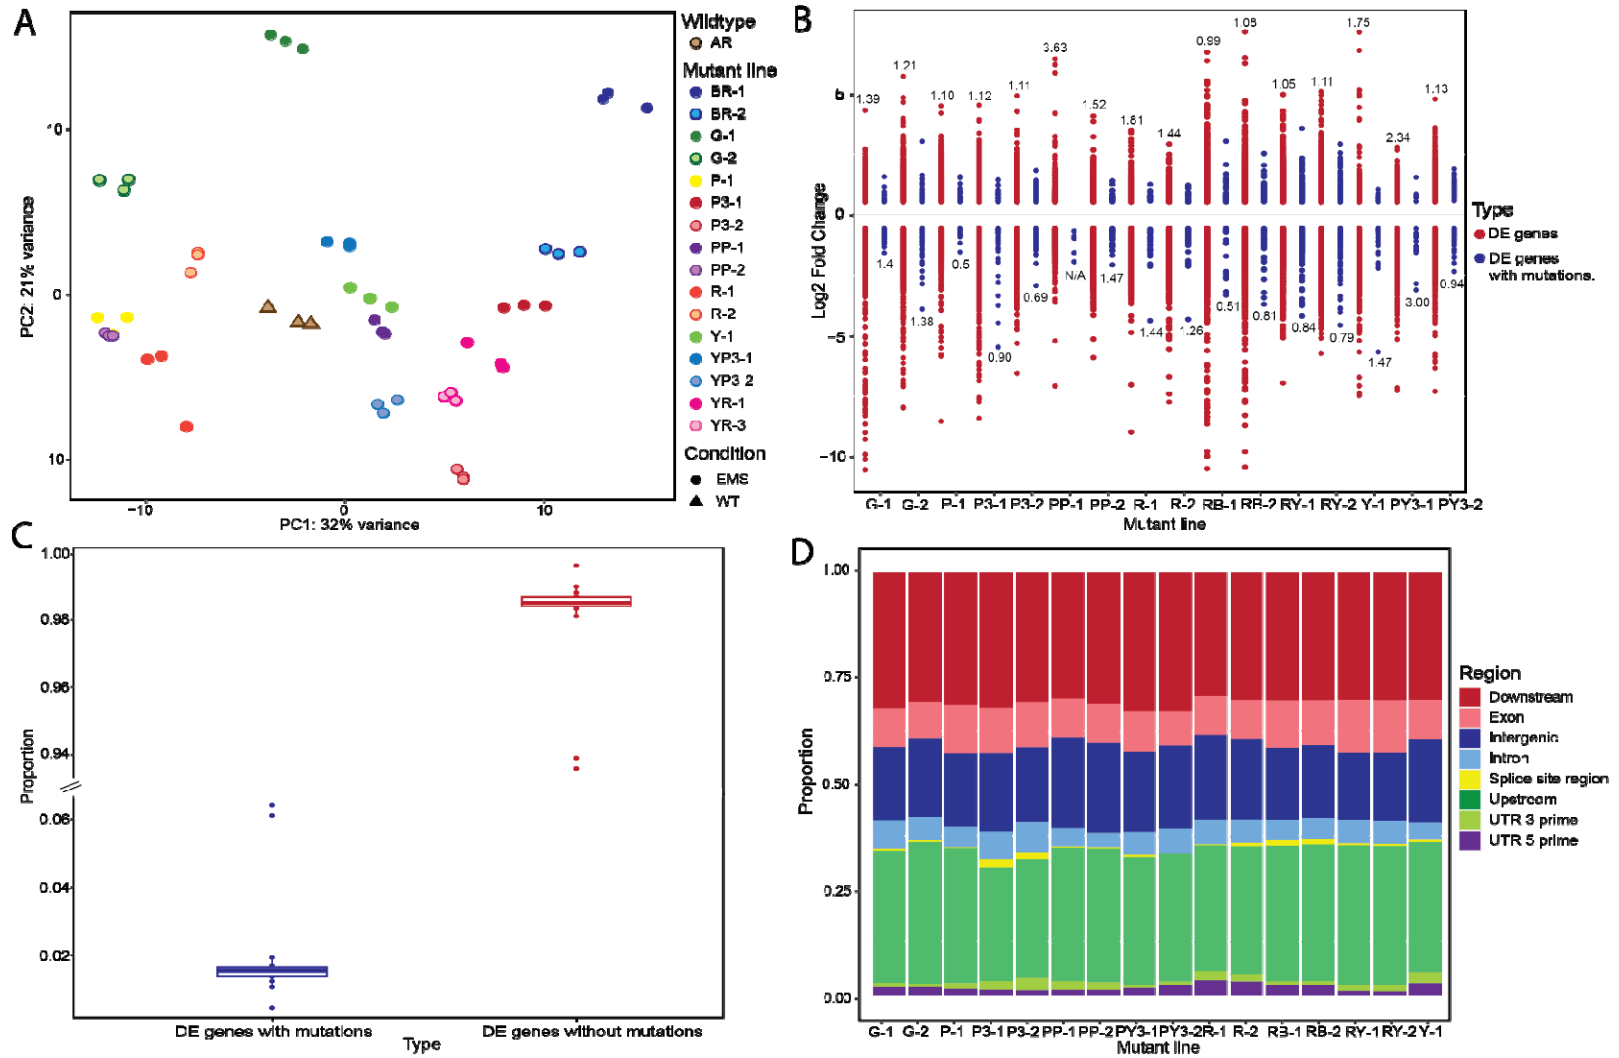 A
Wildtype
AR
Mutant line
BR-1
BR-2
G-1
G-2
P-1
P3-1
P3-2
PP-1
PP-2
R-1
R-2
Y-1
YP3-1
YP3 2
YR-1
YR-3
Condition
EMS
WT
PC2: 21% variance
10
0
10
−10
0
10
PC1: 32% variance
B
Log2 Fold Change
0
−5
−10
1.39
1.21
1.10
1.12
1.11
3.63
1.52
1.81
1.44
0.99
1.08
1.05
1.11
1.75
2.34
1.13
1.4
1.38
0.5
0.90
0.69
N/A
1.47
1.44
1.26
0.51
0.81
0.84
0.79
1.47
3.00
0.94
G-1
G-2
P-1
P3-1
P3-2
PP-1
PP-2
R-1
R-2
RB-1
RB-2
RY-1
RY-2
Y-1
PY3-1
PY3-2
Mutant line
Type
DE genes
DE genes
with mutations.
C
Proportion
1.00
0.98
0.96
0.94
0.06
0.04
0.02
DE genes with mutations
DE genes without mutations
Type
D
Proportion
1.00
0.75
0.50
0.25
0.00
G-1
G-2
P-1
P3-1
P3-2
PP-1
PP-2
PY3-1
PY3-2
R-1
R-2
RB-1
RB-2
RY-1
RY-2
Y-1
Mutant line
Region
Downstream
Exon
Intergenic
Intron
Splice site region
Upstream
UTR 3 prime
UTR 5 prime